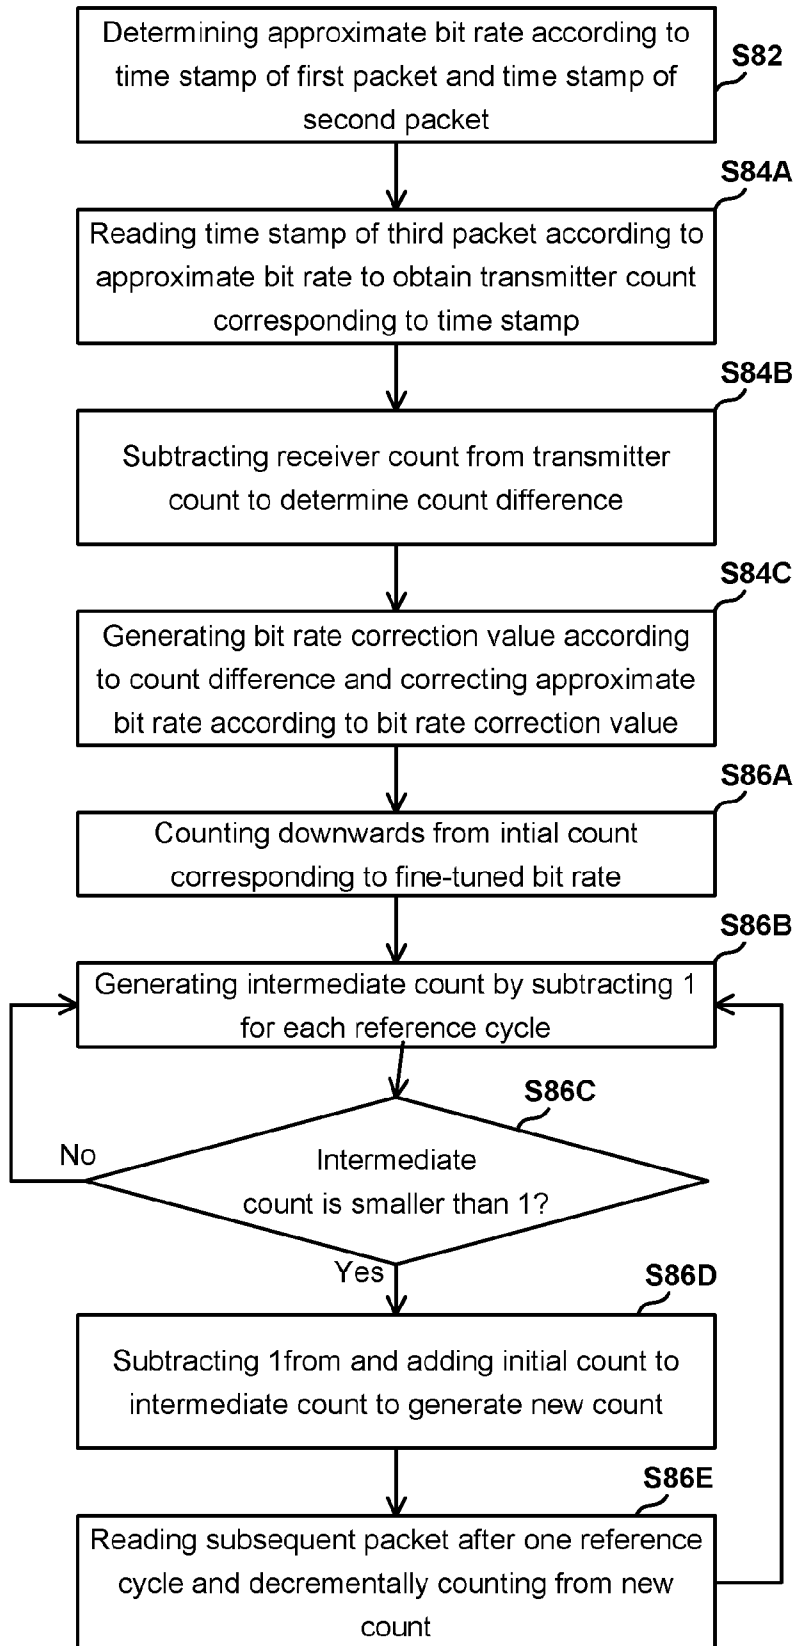 Determining approximate bit rate according to
time stamp of first packet and time stamp of
second packet
S82
S84A
Reading time stamp of third packet according to
approximate bit rate to obtain transmitter count
corresponding to time stamp
S84B
Subtracting receiver count from transmitter
count to determine count difference
S84C
Generating bit rate correction value according
to count difference and correcting approximate
bit rate according to bit rate correction value
S86A
Counting downwards from intial count
corresponding to fine-tuned bit rate
S86B
Generating intermediate count by subtracting 1
for each reference cycle
S86C
No
Intermediate
count is smaller than 1?
Yes
S86D
Subtracting 1from and adding initial count to
intermediate count to generate new count
S86E
Reading subsequent packet after one reference
cycle and decrementally counting from new
count